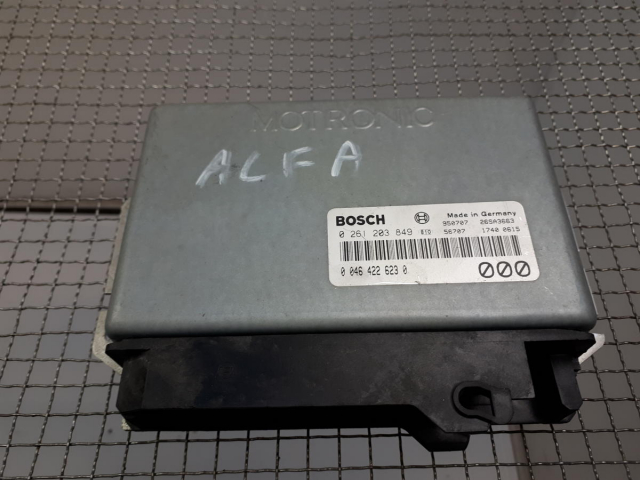 MOTRONIC
ALFA
BOSCH Made in Germany
950707 26SA3663
0 261 203 849 56707 1740 0615
0 046 422 623 0 000